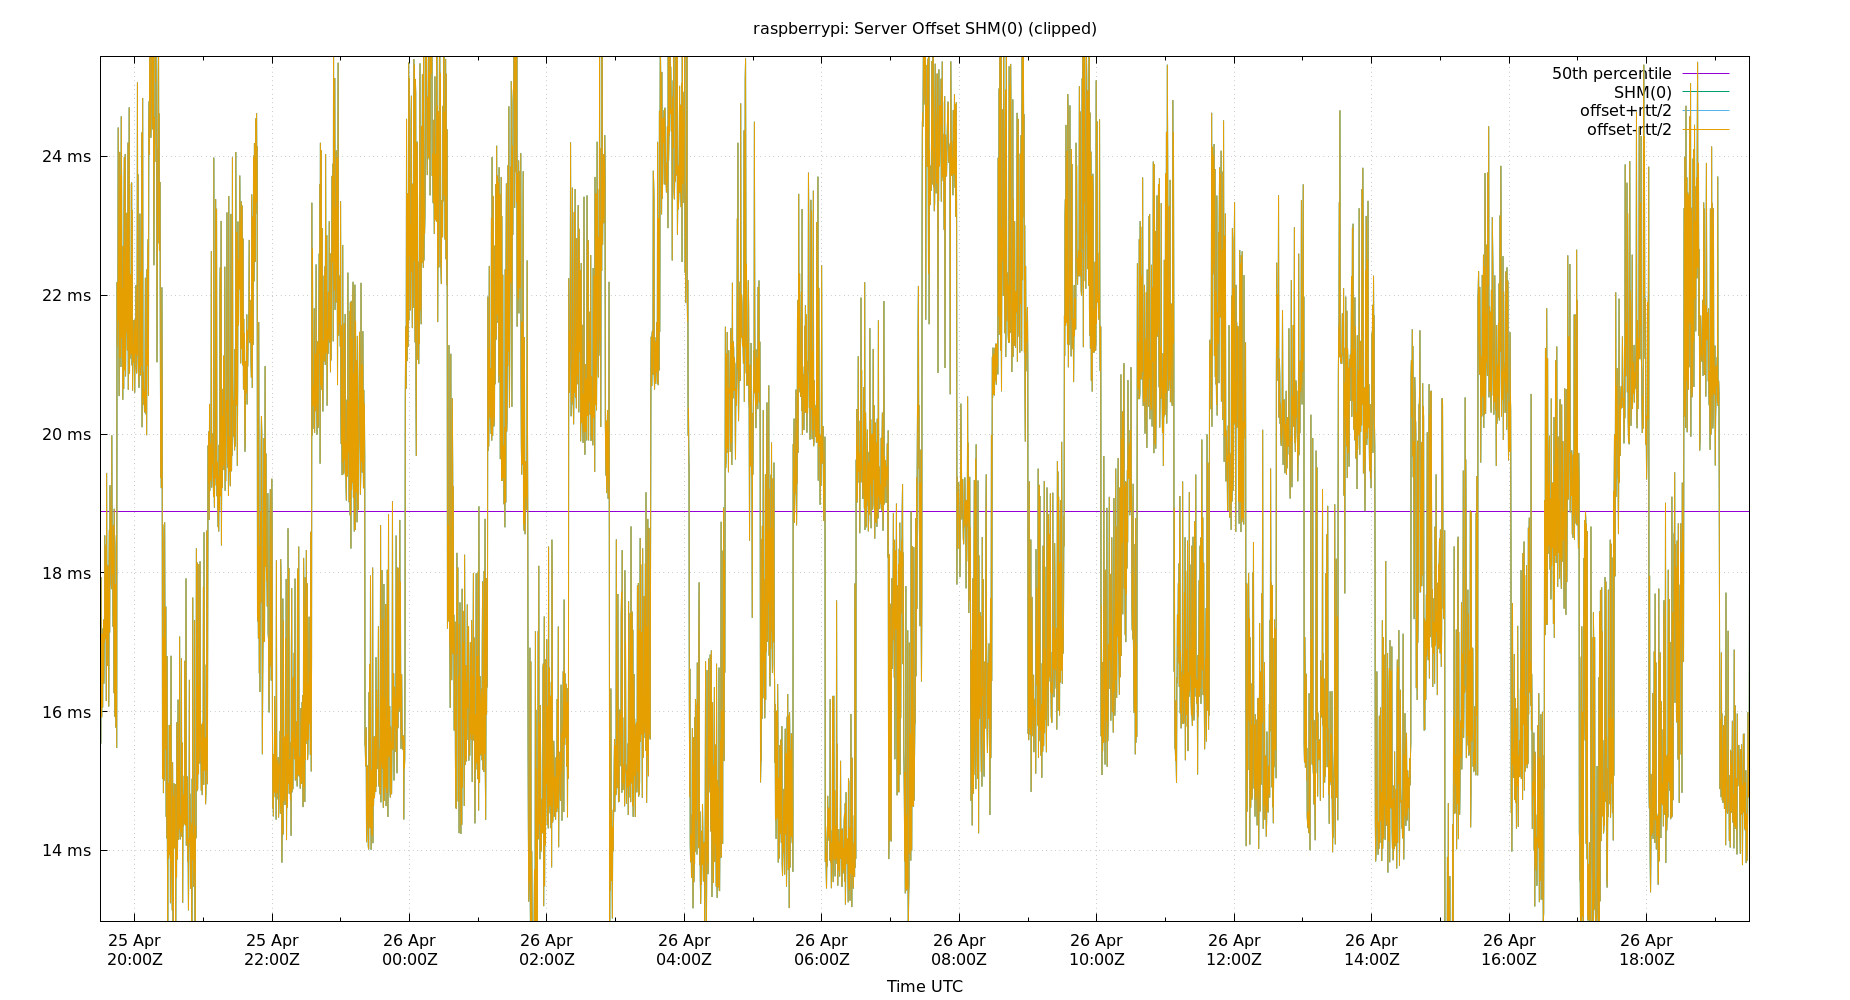 raspberrypi: Server Offset SHM(0) (clipped)
50th percentile
SHM(0)
offset+rtt/2
offset-rtt/2
24 ms
22 ms
20 ms
18 ms
16 ms
14 ms
25 Apr 25 Apr 26 Apr 26 Apr 26 Apr 26 Apr 26 Apr 26 Apr 26 Apr 26 Apr 26 Apr 26 Apr
20:00Z 22:00Z 00:00Z 02:00Z 04:00Z 06:00Z 08:00Z 10:00Z 12:00Z 14:00Z 16:00Z 18:00Z
Time UTC